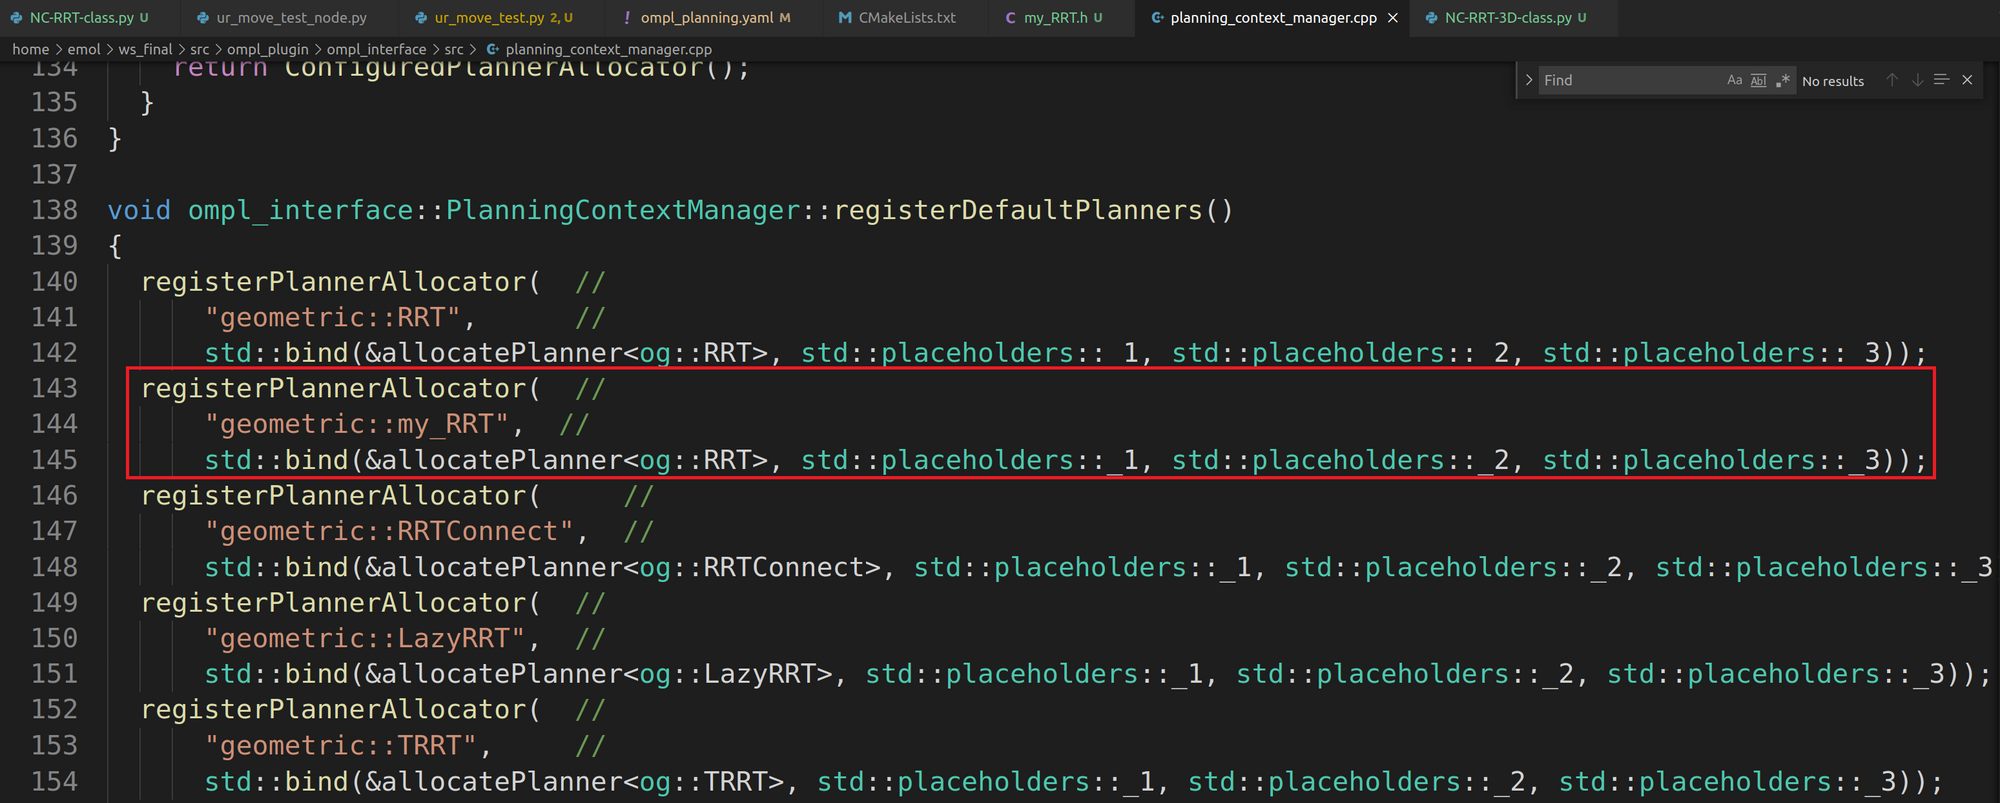 NC-RRT-class.py U ur_move_test_node.py ur_move_test.py 2, U ! ompl_planning.yaml M M CMakeLists.txt C my_RRT.h U planning_context_manager.cpp × NC-RRT-3D-class.py U
home > emol > ws_final > src > ompl_plugin > ompl_interface > src > planning_context_manager.cpp
> Find Aa Abl .* No results
134 return ConfiguredPlannerAllocator();
135 }
136 }
137
138 void ompl_interface::PlanningContextManager::registerDefaultPlanners()
139 {
140 registerPlannerAllocator( //
141 "geometric::RRT", //
142 std::bind(&allocatePlanner<og::RRT>, std::placeholders::_1, std::placeholders::_2, std::placeholders::_3));
143 registerPlannerAllocator( //
144 "geometric::my_RRT", //
145 std::bind(&allocatePlanner<og::RRT>, std::placeholders::_1, std::placeholders::_2, std::placeholders::_3));
146 registerPlannerAllocator( //
147 "geometric::RRTConnect", //
148 std::bind(&allocatePlanner<og::RRTConnect>, std::placeholders::_1, std::placeholders::_2, std::placeholders::_3
149 registerPlannerAllocator( //
150 "geometric::LazyRRT", //
151 std::bind(&allocatePlanner<og::LazyRRT>, std::placeholders::_1, std::placeholders::_2, std::placeholders::_3));
152 registerPlannerAllocator( //
153 "geometric::TRRT", //
154 std::bind(&allocatePlanner<og::TRRT>, std::placeholders::_1, std::placeholders::_2, std::placeholders::_3));